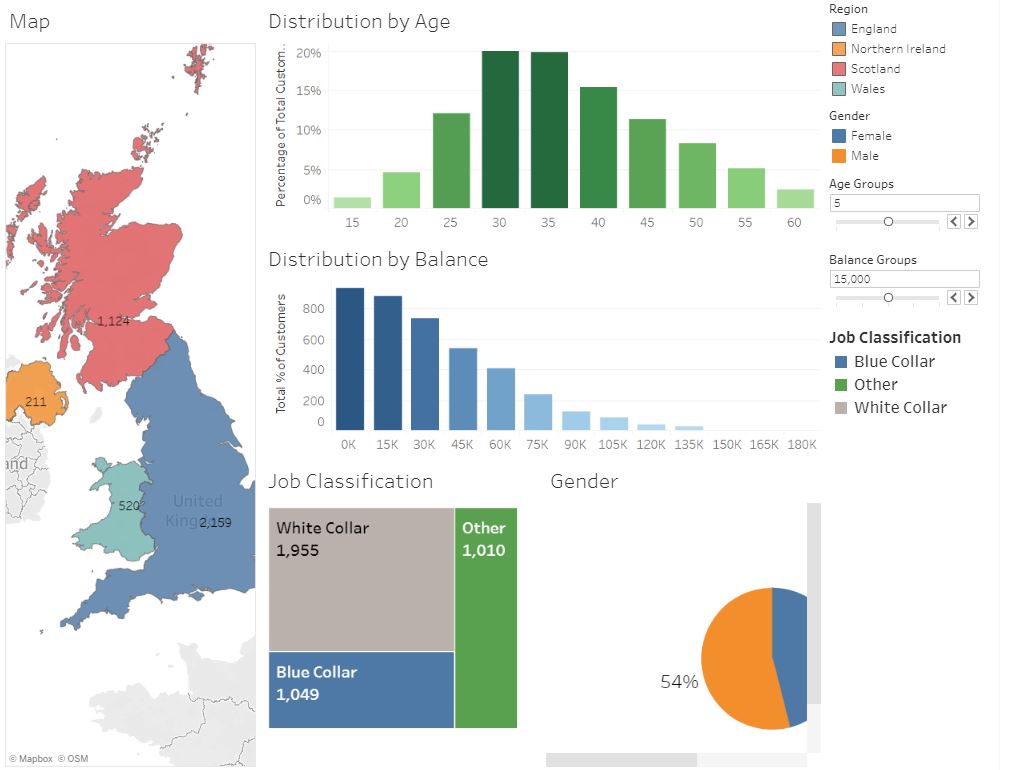 Map
1,124
211
and
520
United
Kingdom
2,159
© Mapbox © OSM
Distribution by Age
Percentage of Total Custom..
20%
15%
10%
5%
0%
15 20 25 30 35 40 45 50 55 60
Distribution by Balance
Total % of Customers
800
600
400
200
0
0K 15K 30K 45K 60K 75K 90K 105K 120K 135K 150K 165K 180K
Job Classification
White Collar
1,955
Other
1,010
Blue Collar
1,049
Gender
54%
Region
England
Northern Ireland
Scotland
Wales
Gender
Female
Male
Age Groups
5
Balance Groups
15,000
Job Classification
Blue Collar
Other
White Collar